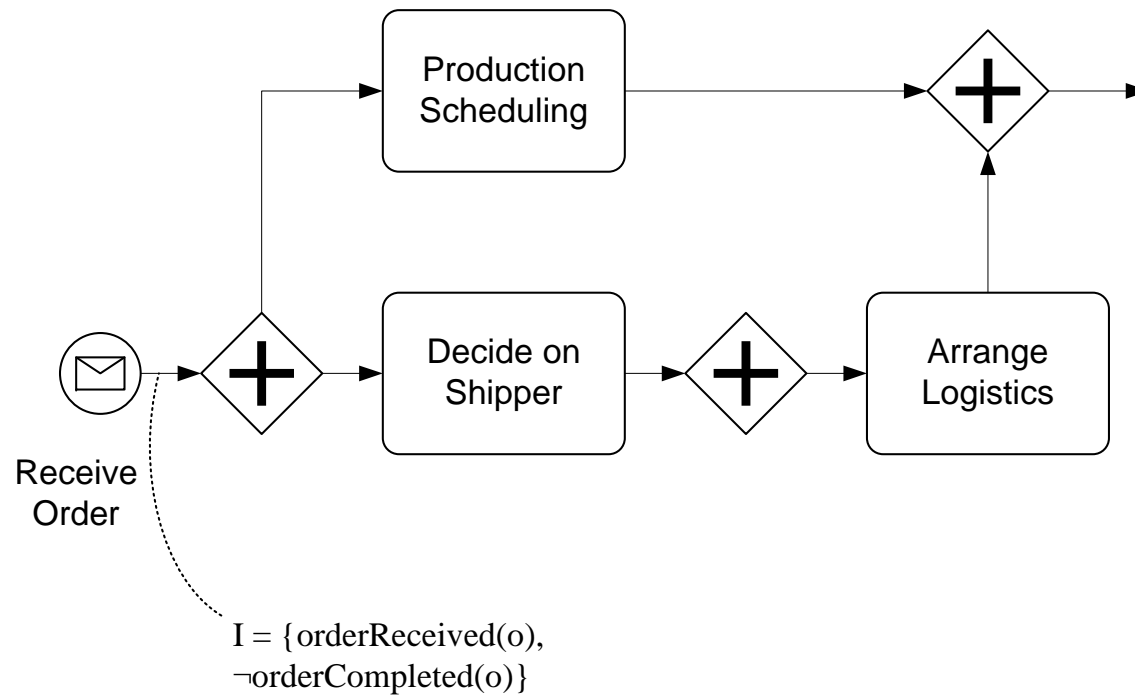 Production
Scheduling
Decide on
Shipper
Arrange
Logistics
Receive
Order
I = {orderReceived(o),
¬orderCompleted(o)}